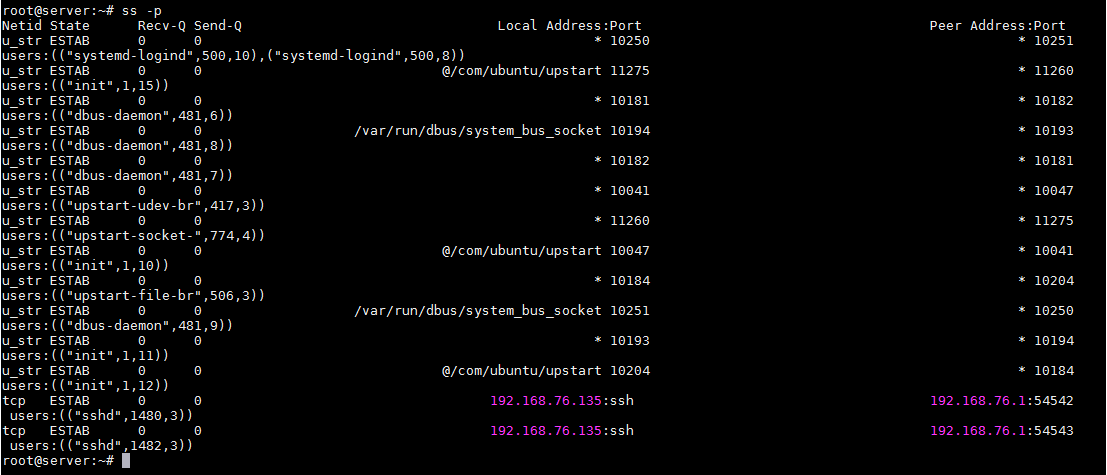 root@server:~# ss -p
Netid State Recv-Q Send-Q Local Address:Port Peer Address:Port
u_str ESTAB 0 0 * 10250 * 10251
users:(("systemd-logind",500,10),("systemd-logind",500,8))
u_str ESTAB 0 0 @/com/ubuntu/upstart 11275 * 11260
users:(("init",1,15))
u_str ESTAB 0 0 * 10181 * 10182
users:(("dbus-daemon",481,6))
u_str ESTAB 0 0 /var/run/dbus/system_bus_socket 10194 * 10193
users:(("dbus-daemon",481,8))
u_str ESTAB 0 0 * 10182 * 10181
users:(("dbus-daemon",481,7))
u_str ESTAB 0 0 * 10041 * 10047
users:(("upstart-udev-br",417,3))
u_str ESTAB 0 0 * 11260 * 11275
users:(("upstart-socket-",774,4))
u_str ESTAB 0 0 @/com/ubuntu/upstart 10047 * 10041
users:(("init",1,10))
u_str ESTAB 0 0 * 10184 * 10204
users:(("upstart-file-br",506,3))
u_str ESTAB 0 0 /var/run/dbus/system_bus_socket 10251 * 10250
users:(("dbus-daemon",481,9))
u_str ESTAB 0 0 * 10193 * 10194
users:(("init",1,11))
u_str ESTAB 0 0 @/com/ubuntu/upstart 10204 * 10184
users:(("init",1,12))
tcp ESTAB 0 0 192.168.76.135:ssh 192.168.76.1:54542
users:(("sshd",1480,3))
tcp ESTAB 0 0 192.168.76.135:ssh 192.168.76.1:54543
users:(("sshd",1482,3))
root@server:~#